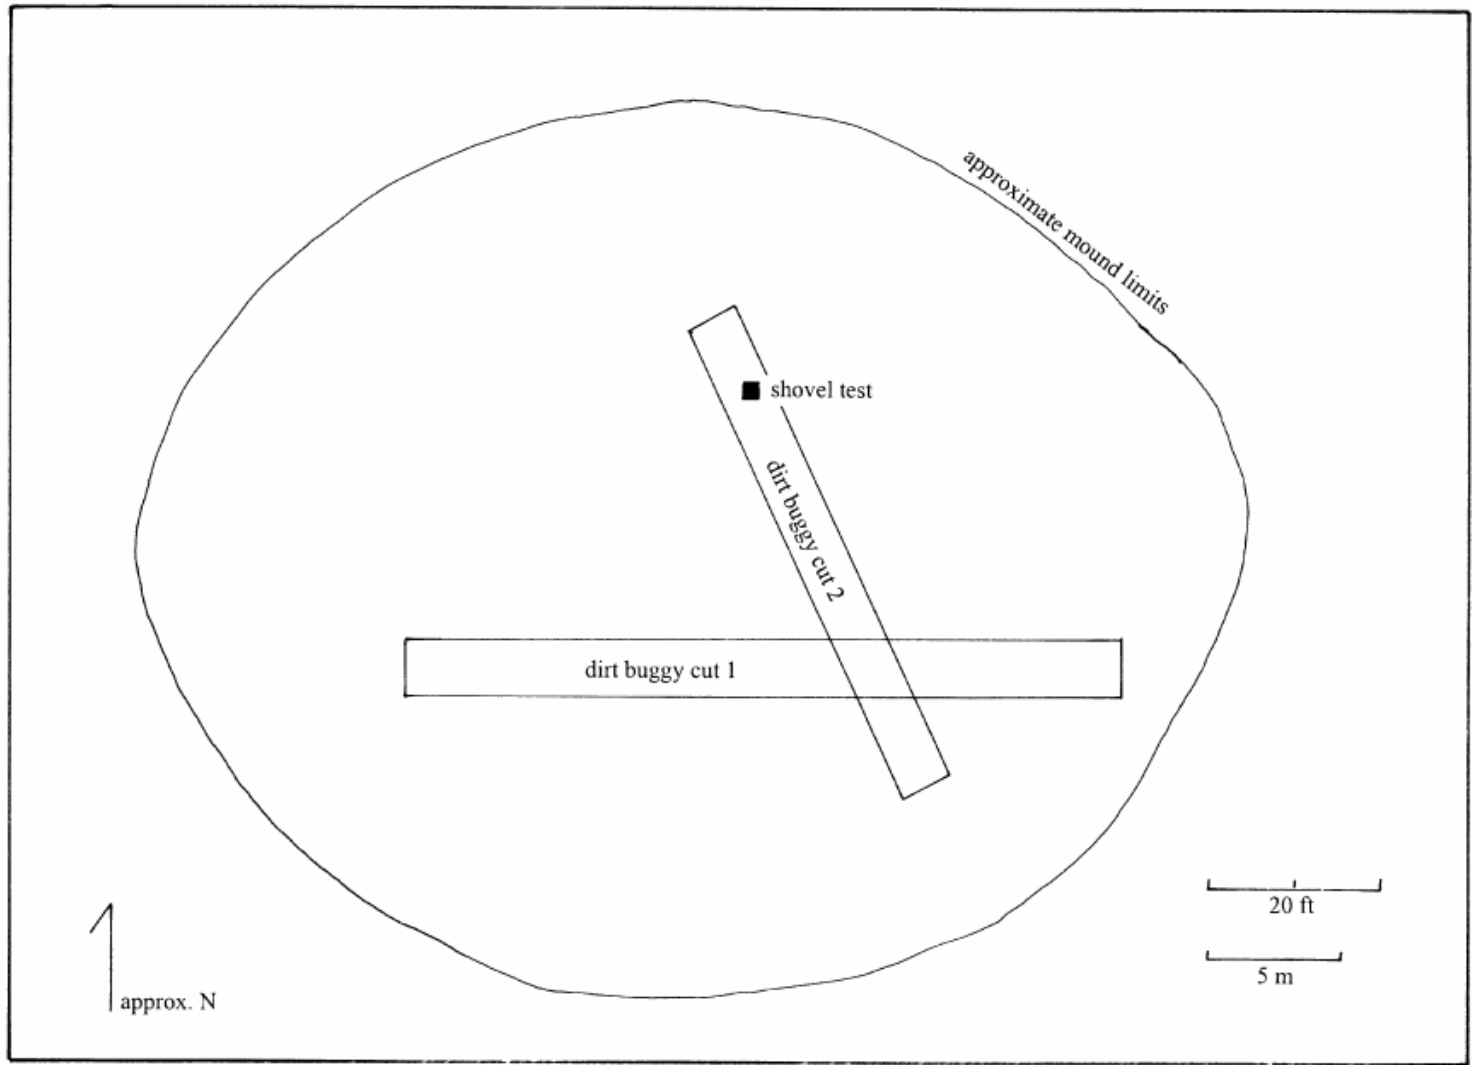 approximate mound limits
shovel test
dirt buggy cut 2
dirt buggy cut 1
20 ft
5 m
approx. N